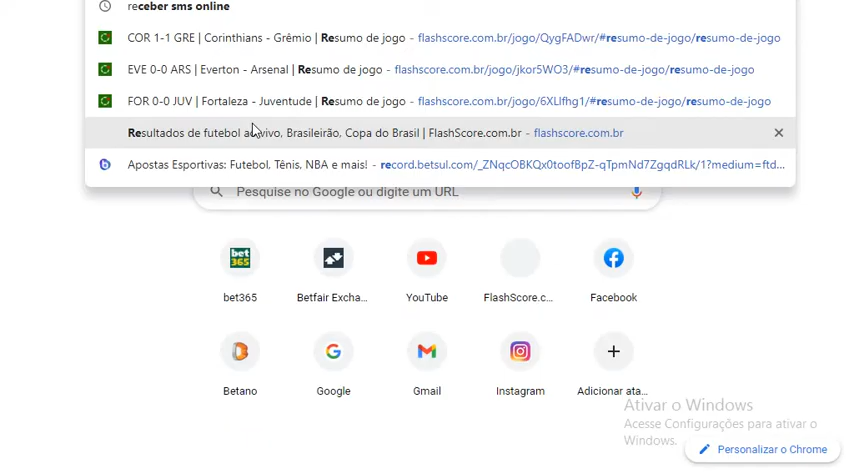 receber sms online
COR 1-1 GRE | Corinthians - Grêmio | Resumo de jogo - flashscore.com.br/jogo/QygFADwr/#resumo-de-jogo/resumo-de-jogo
EVE 0-0 ARS | Everton - Arsenal | Resumo de jogo - flashscore.com.br/jogo/jkor5WO3/#resumo-de-jogo/resumo-de-jogo
FOR 0-0 JUV | Fortaleza - Juventude | Resumo de jogo - flashscore.com.br/jogo/6XLlfhg1/#resumo-de-jogo/resumo-de-jogo
Resultados de futebol ao vivo, Brasileirão, Copa do Brasil | FlashScore.com.br - flashscore.com.br
Apostas Esportivas: Futebol, Tênis, NBA e mais! - record.betsul.com/_ZNqcOBKQx0toofBpZ-qTpmNd7ZgqdRLk/1?medium=ftd...
Pesquise no Google ou digite um URL
bet365
bet365
Betfair Excha...
YouTube
FlashScore.c...
Facebook
Betano
Google
Gmail
Instagram
Adicionar ata...
Ativar o Windows
Acesse Configurações para ativar o
Windows.
Personalizar o Chrome